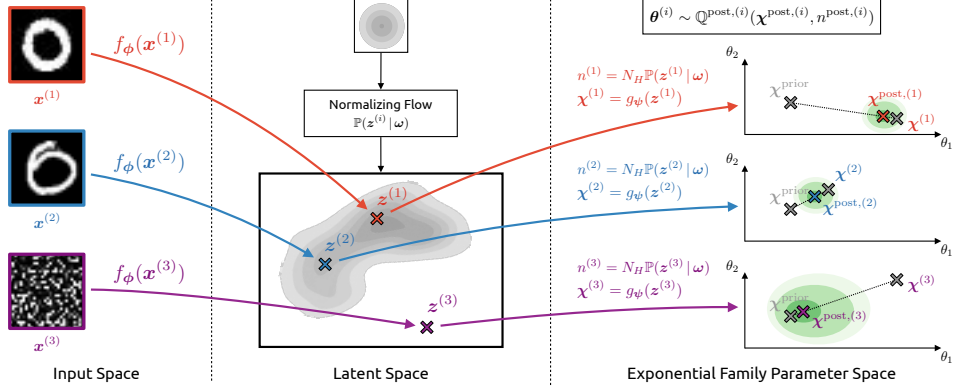 𝒙⁽¹⁾
f_ϕ(𝒙⁽¹⁾)
𝒙⁽²⁾
f_ϕ(𝒙⁽²⁾)
𝒙⁽³⁾
f_ϕ(𝒙⁽³⁾)
Input Space
Normalizing Flow
ℙ(𝒛⁽ⁱ⁾ | 𝝎)
𝒛⁽¹⁾
𝒛⁽²⁾
𝒛⁽³⁾
Latent Space
𝜽⁽ⁱ⁾ ∼ ℚ^{post,(i)}(𝝌^{post,(i)}, n^{post,(i)})
n⁽¹⁾ = N_H ℙ(𝒛⁽¹⁾ | 𝝎)
𝝌⁽¹⁾ = g_𝝍(𝒛⁽¹⁾)
θ₂
𝝌^{prior}
𝝌^{post,(1)}
𝝌⁽¹⁾
θ₁
n⁽²⁾ = N_H ℙ(𝒛⁽²⁾ | 𝝎)
𝝌⁽²⁾ = g_𝝍(𝒛⁽²⁾)
θ₂
𝝌⁽²⁾
𝝌^{prior}
𝝌^{post,(2)}
θ₁
n⁽³⁾ = N_H ℙ(𝒛⁽³⁾ | 𝝎)
𝝌⁽³⁾ = g_𝝍(𝒛⁽³⁾)
θ₂
𝝌⁽³⁾
𝝌^{prior}
𝝌^{post,(3)}
θ₁
Exponential Family Parameter Space